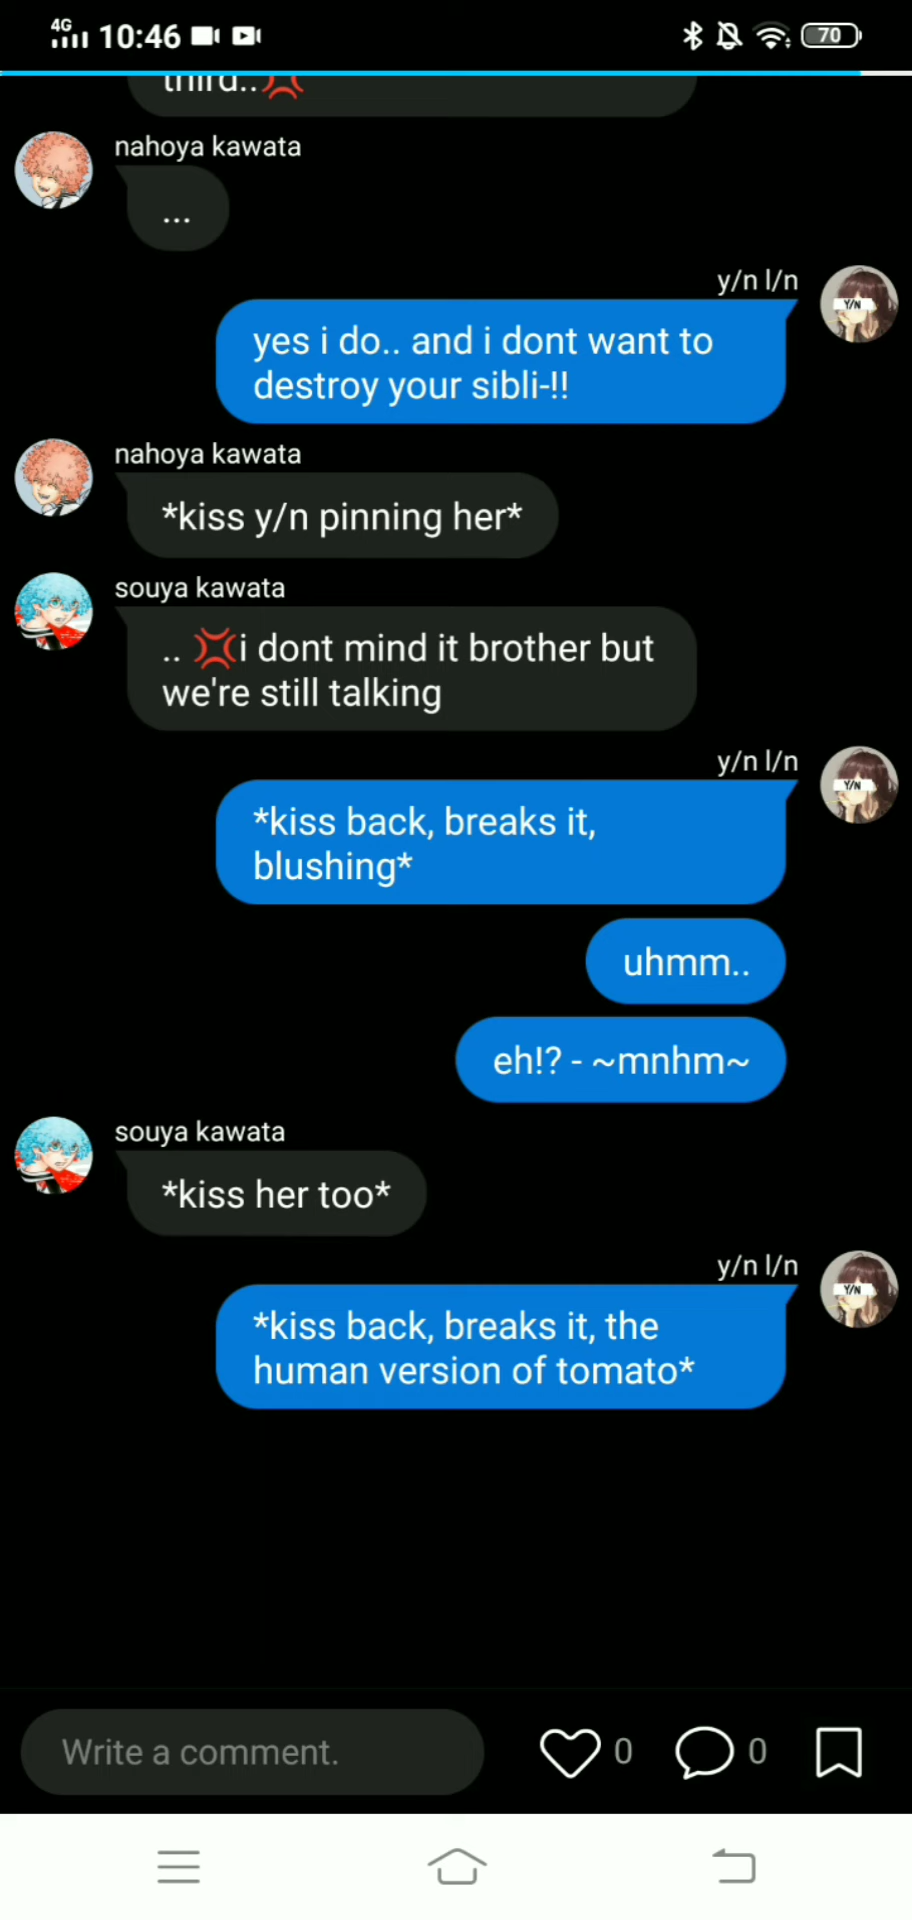 4G
10:46
70
third..💢
nahoya kawata
...
y/n l/n
Y/N
yes i do.. and i dont want to
destroy your sibli-!!
nahoya kawata
*kiss y/n pinning her*
souya kawata
.. 💢i dont mind it brother but
we're still talking
y/n l/n
Y/N
*kiss back, breaks it,
blushing*
uhmm..
eh!? - ~mnhm~
souya kawata
*kiss her too*
y/n l/n
Y/N
*kiss back, breaks it, the
human version of tomato*
Write a comment.
0
0